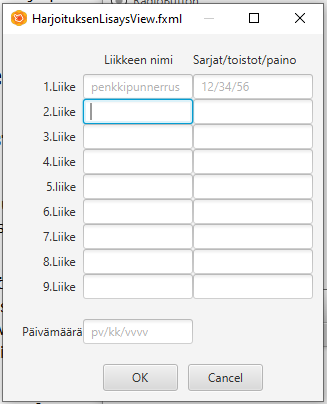 HarjoituksenLisaysView.fxml
Liikkeen nimi Sarjat/toistot/paino
1.Liike penkkipunnerrus 12/34/56
2.Liike
3.Liike
4.Liike
5.liike
6.Liike
7.Liike
8.Liike
9.Liike
Päivämäärä pv/kk/vvvv
OK Cancel